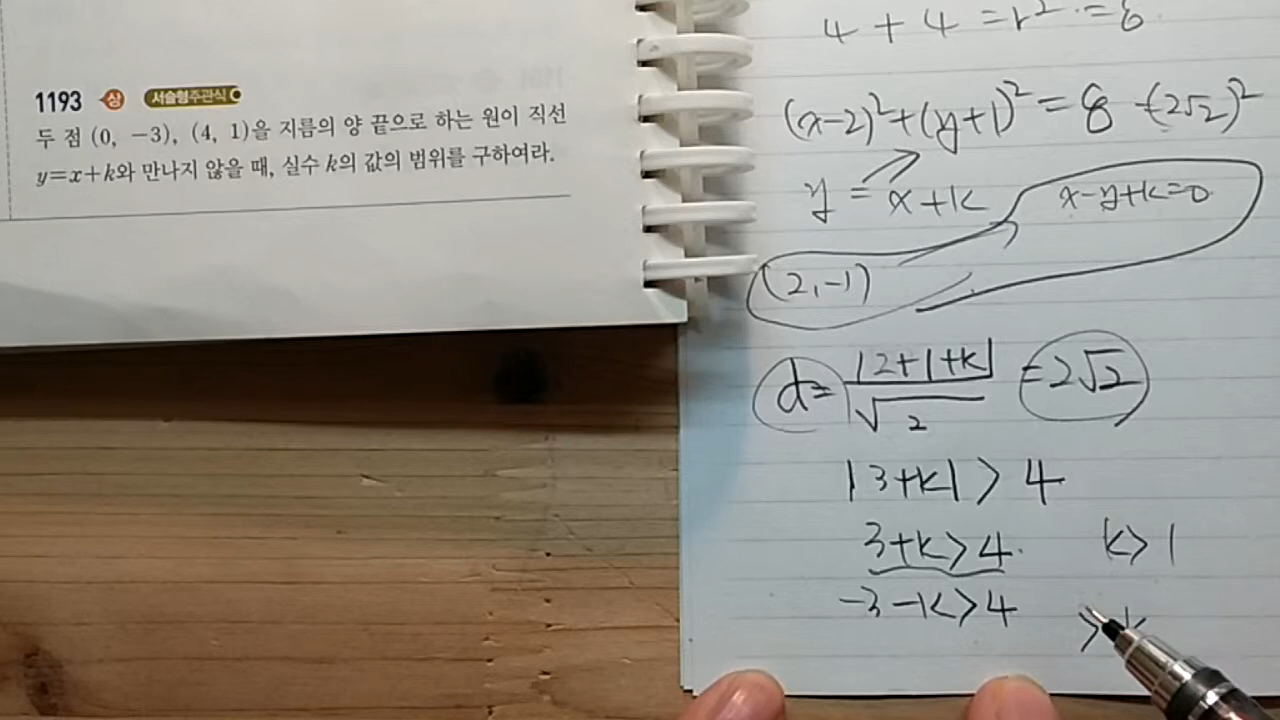 1193 상 서술형주관식
두 점 (0, −3), (4, 1)을 지름의 양 끝으로 하는 원이 직선
y=x+k와 만나지 않을 때, 실수 k의 값의 범위를 구하여라.
4 + 4 = r² =
(x-2)²+(y+1)² = 8 (2√2)²
y = x+k x-y+k=0
(2,-1)
d= |2+1+k| / √2 = 2√2
|3+k| > 4
3+k>4 k>1
-3-k>4